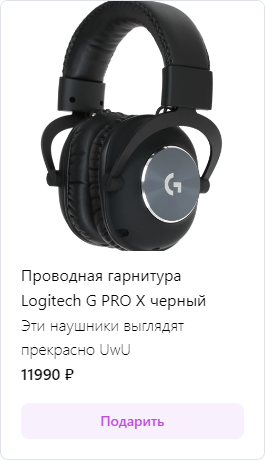 G
Проводная гарнитура
Logitech G PRO X черный
Эти наушники выглядят
прекрасно UwU
11990 ₽
Подарить